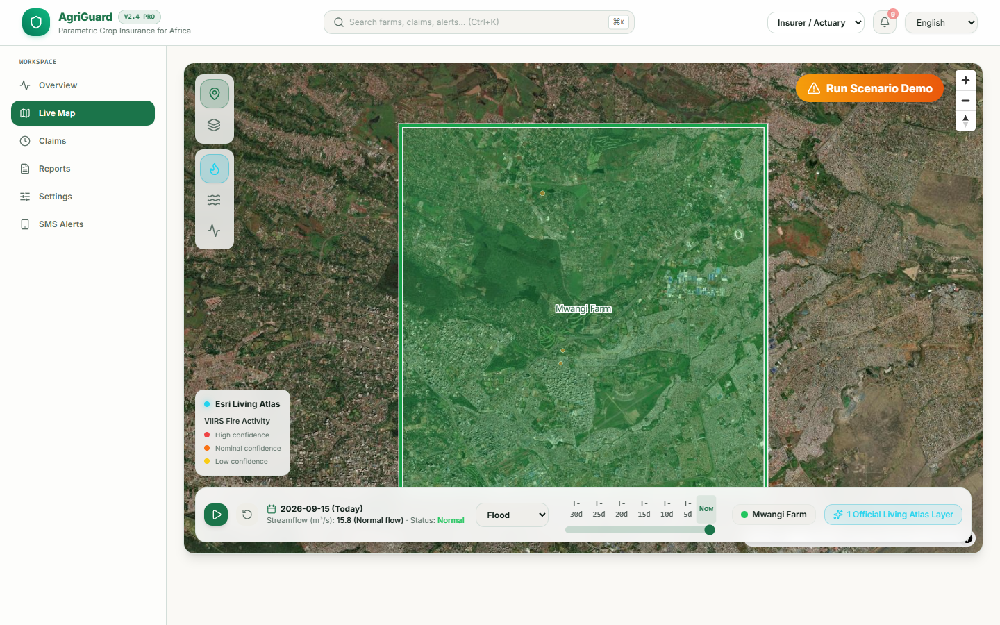 AgriGuard
V2.4 PRO
Parametric Crop Insurance for Africa
Search farms, claims, alerts... (Ctrl+K)
⌘K
Insurer / Actuary
9
English
WORKSPACE
Overview
Live Map
Claims
Reports
Settings
SMS Alerts
Run Scenario Demo
Mwangi Farm
Esri Living Atlas
VIIRS Fire Activity
High confidence
Nominal confidence
Low confidence
2026-09-15 (Today)
Streamflow (m³/s): 15.8 (Normal flow) · Status: Normal
Flood
T-30d
T-25d
T-20d
T-15d
T-10d
T-5d
Now
Mwangi Farm
1 Official Living Atlas Layer